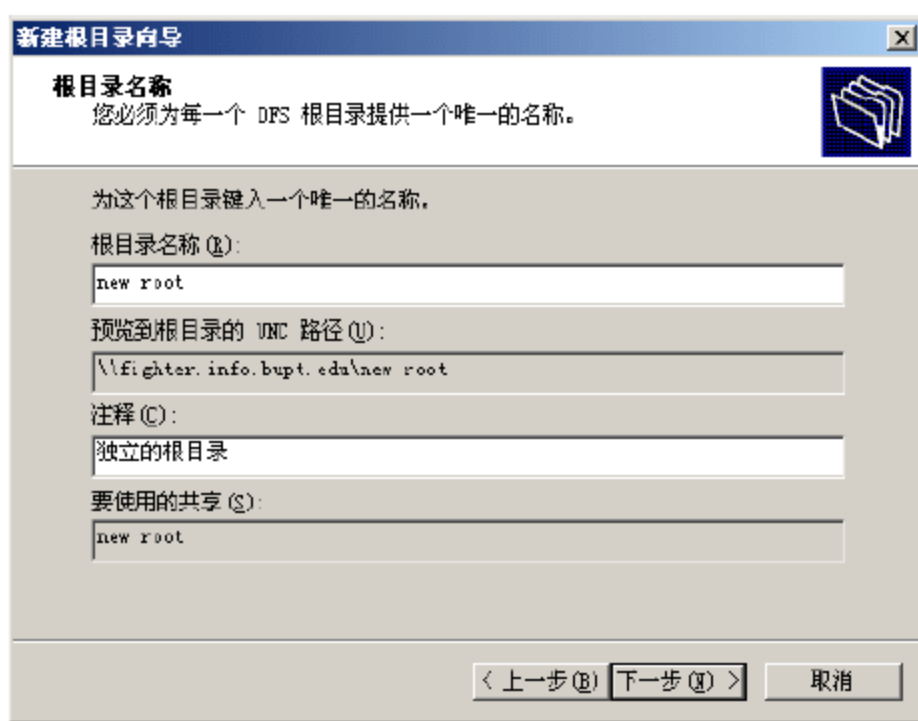 新建根目录向导
根目录名称
您必须为每一个 DFS 根目录提供一个唯一的名称。
为这个根目录键入一个唯一的名称。
根目录名称(R):
new root
预览到根目录的 UNC 路径(U):
\\fighter.info.bupt.edu\new root
注释(C):
独立的根目录
要使用的共享(S):
new root
< 上一步(B) 下一步(N) > 取消